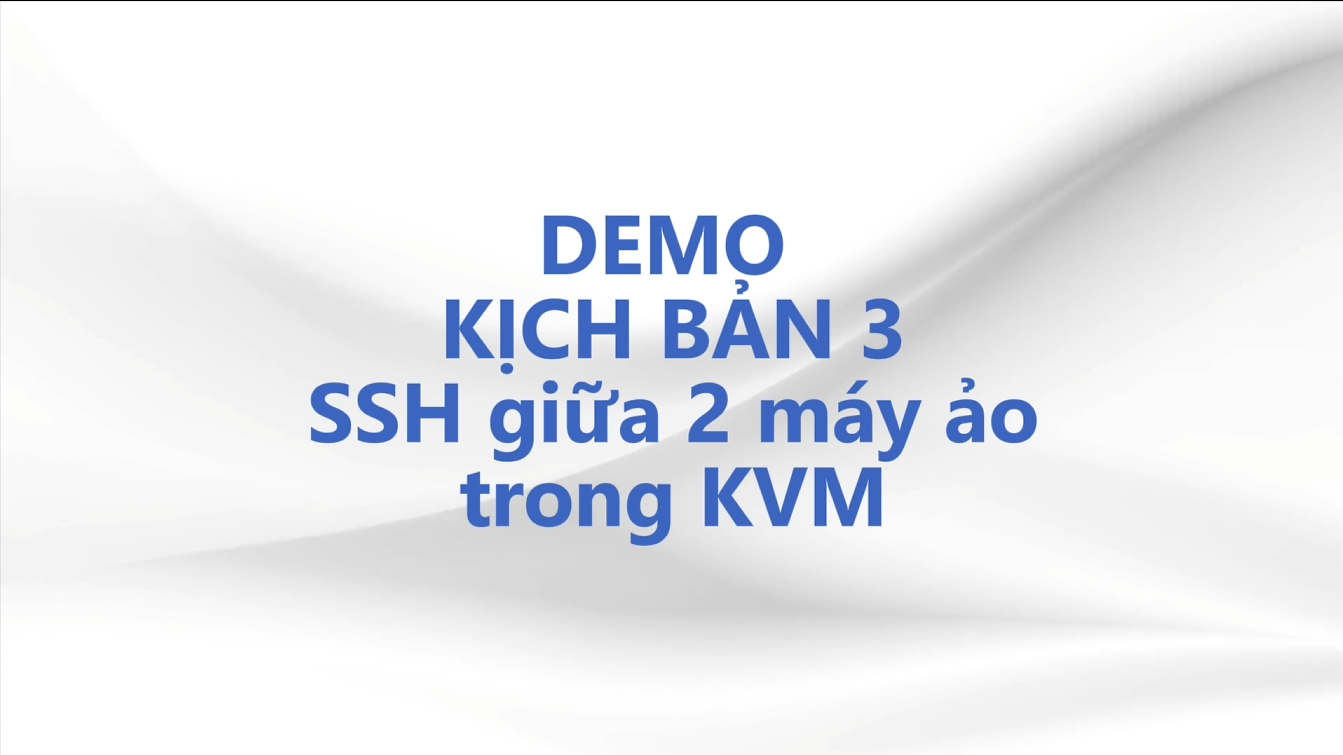 DEMO
KỊCH BẢN 3
SSH giữa 2 máy ảo
trong KVM